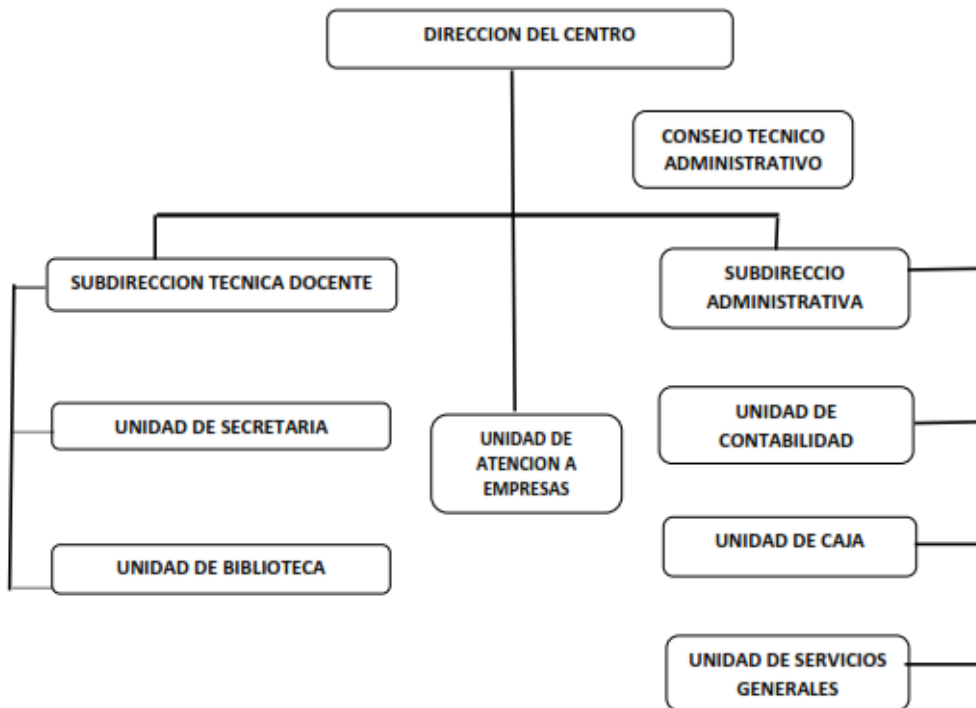 DIRECCION DEL CENTRO
CONSEJO TECNICO
ADMINISTRATIVO
SUBDIRECCION TECNICA DOCENTE
SUBDIRECCIO
ADMINISTRATIVA
UNIDAD DE SECRETARIA
UNIDAD DE
ATENCION A
EMPRESAS
UNIDAD DE
CONTABILIDAD
UNIDAD DE BIBLIOTECA
UNIDAD DE CAJA
UNIDAD DE SERVICIOS
GENERALES